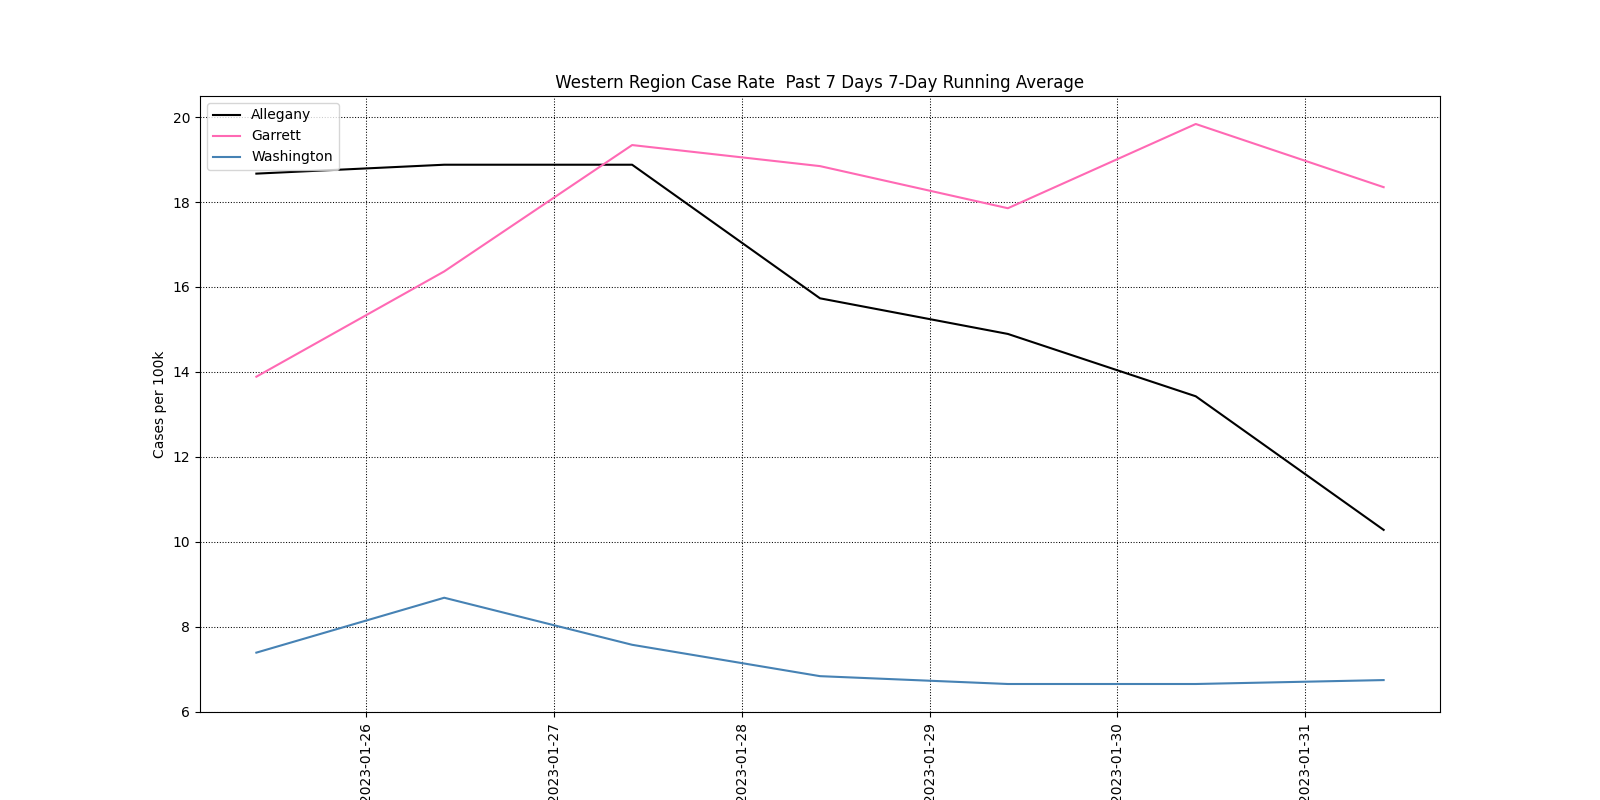 Western Region Case Rate  Past 7 Days 7-Day Running Average
Allegany
Garrett
Washington
Cases per 100k
20
18
16
14
12
10
8
6
2023-01-26
2023-01-27
2023-01-28
2023-01-29
2023-01-30
2023-01-31